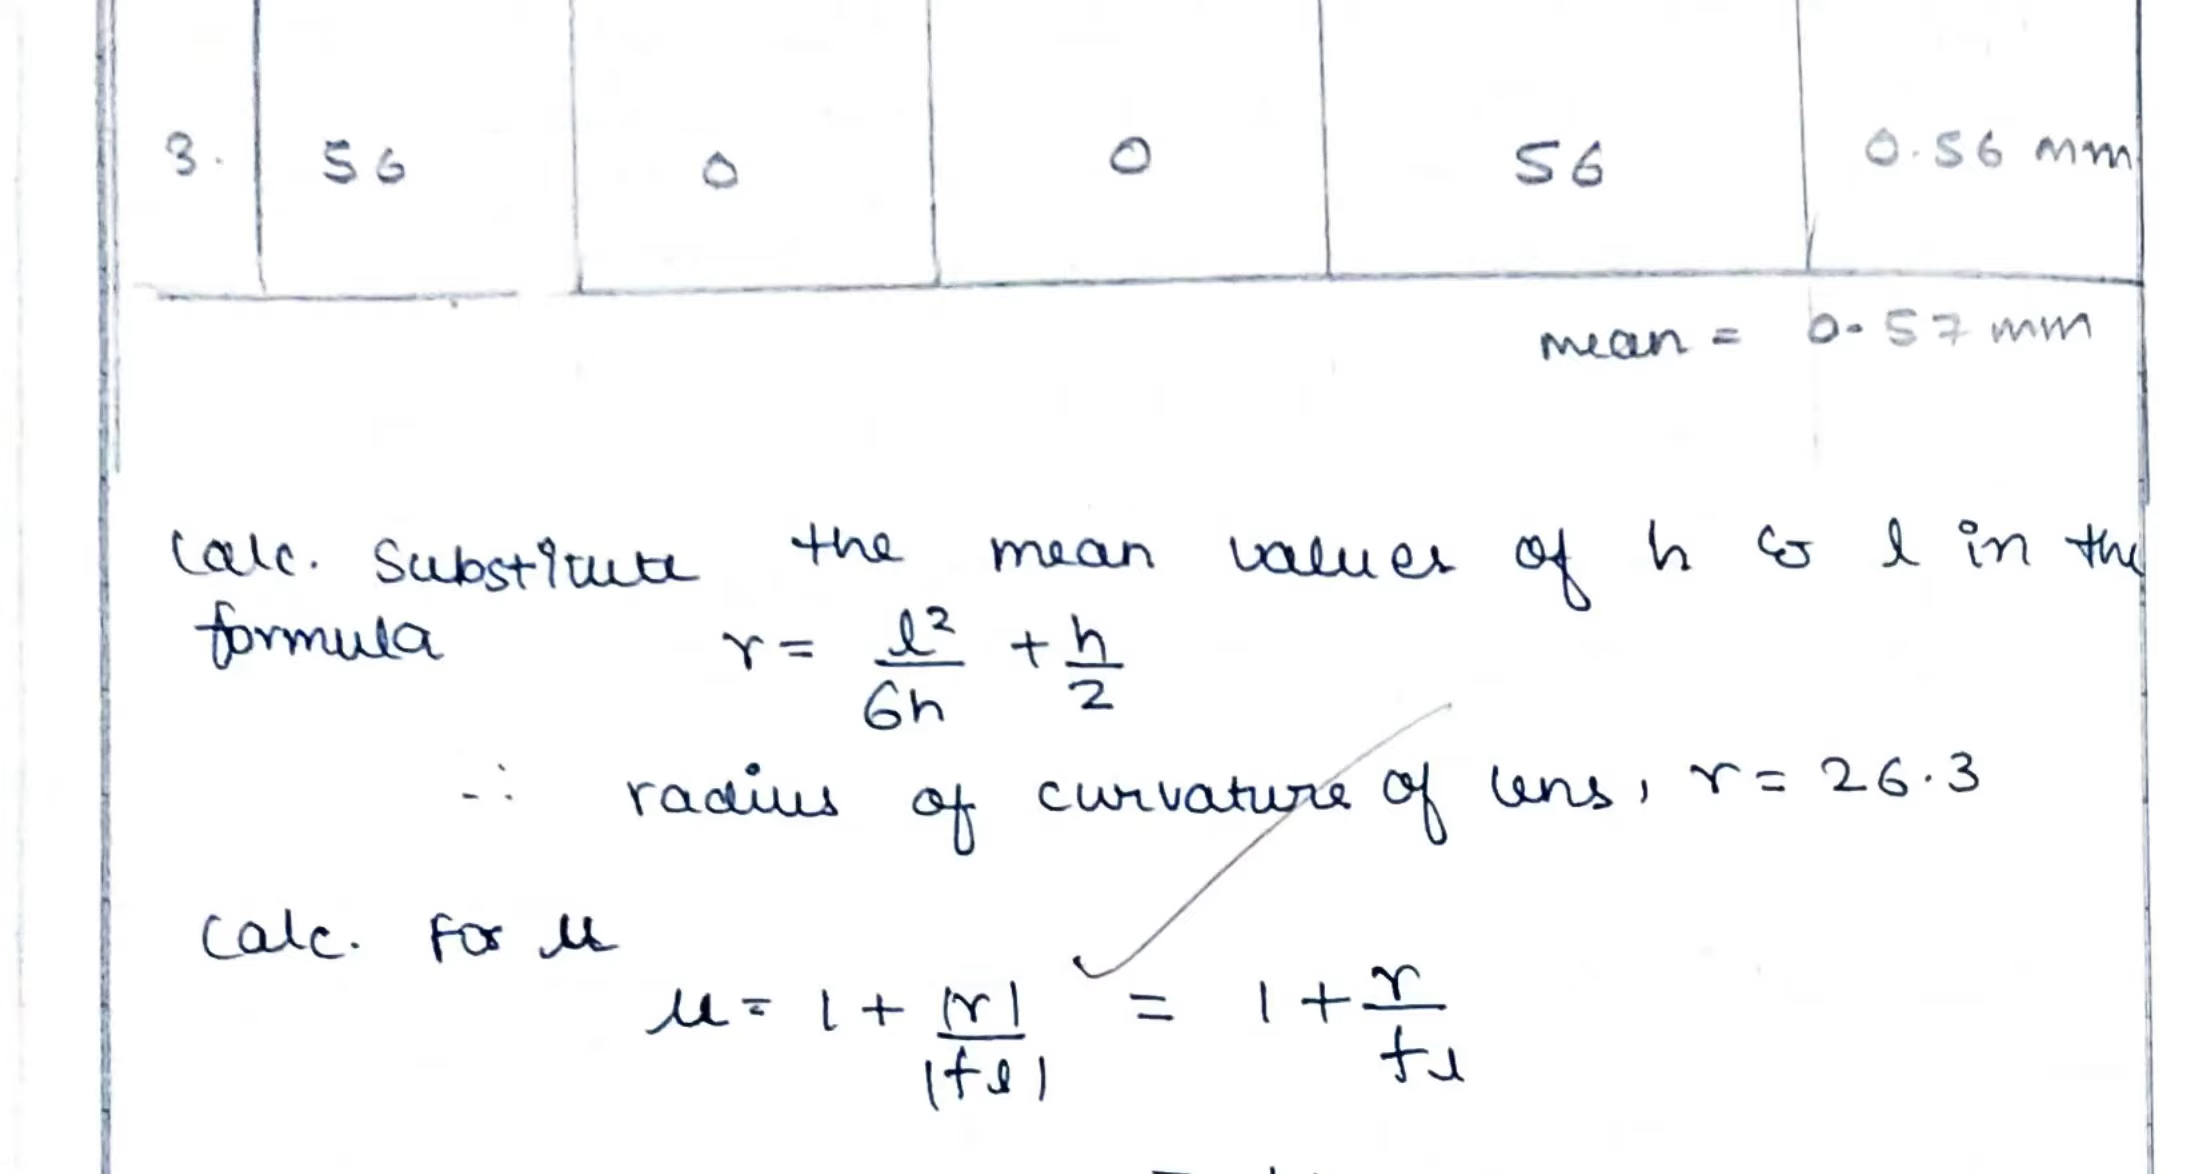 3. 56 0 0 56 0.56 mm
mean = 0.57 mm
Calc. Substitute the mean values of h & l in the
formula r = l²/6h + h/2
∴ radius of curvature of lens, r = 26.3
Calc. For μ
μ = 1 + |r|/|fl| = 1 + r/fl